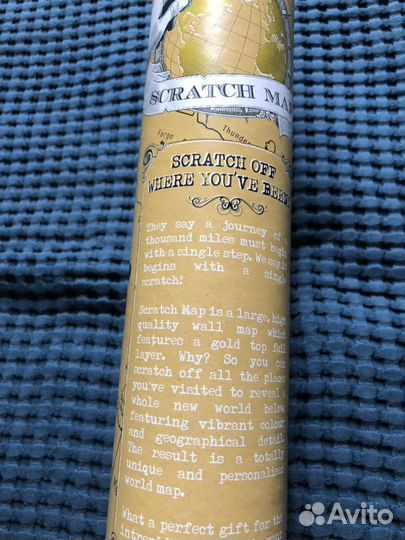 SCRATCH MA
Fargo
Thunder
SCRATCH OFF
WHERE YOU'VE BEEN
They say a journey of a
thousand miles must begin
with a single step. We say it
begins with a single
scratch!
Scratch Map is a large, high
quality wall map which
features a gold top foil
layer. Why? So you can
scratch off all the places
you've visited to reveal a
whole new world below,
featuring vibrant colour
and geographical detail.
The result is a totally
unique and personalised
world map.
What a perfect gift for the
Avito